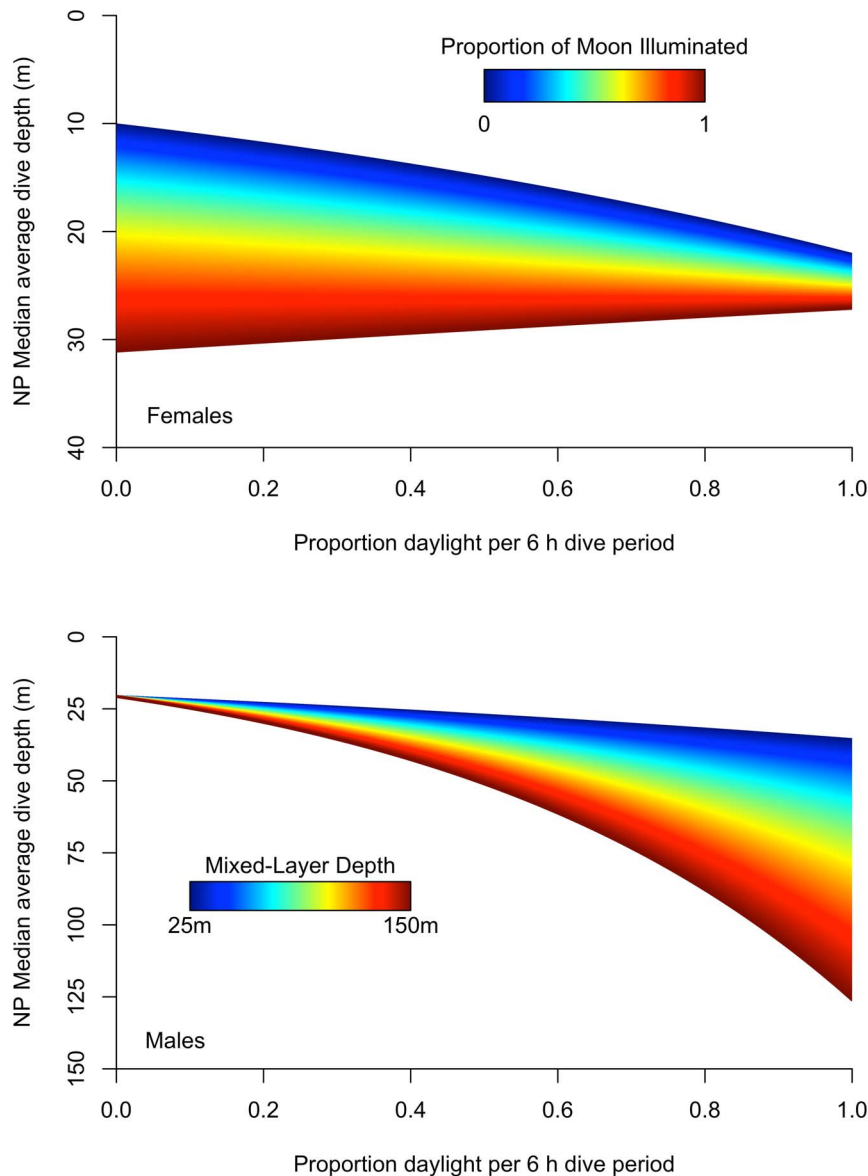 Proportion of Moon Illuminated
0 1
NP Median average dive depth (m)
0
10
20
30
40
Females
0.0 0.2 0.4 0.6 0.8 1.0
Proportion daylight per 6 h dive period
NP Median average dive depth (m)
0
25
50
75
100
125
150
Mixed-Layer Depth
25m 150m
Males
0.0 0.2 0.4 0.6 0.8 1.0
Proportion daylight per 6 h dive period